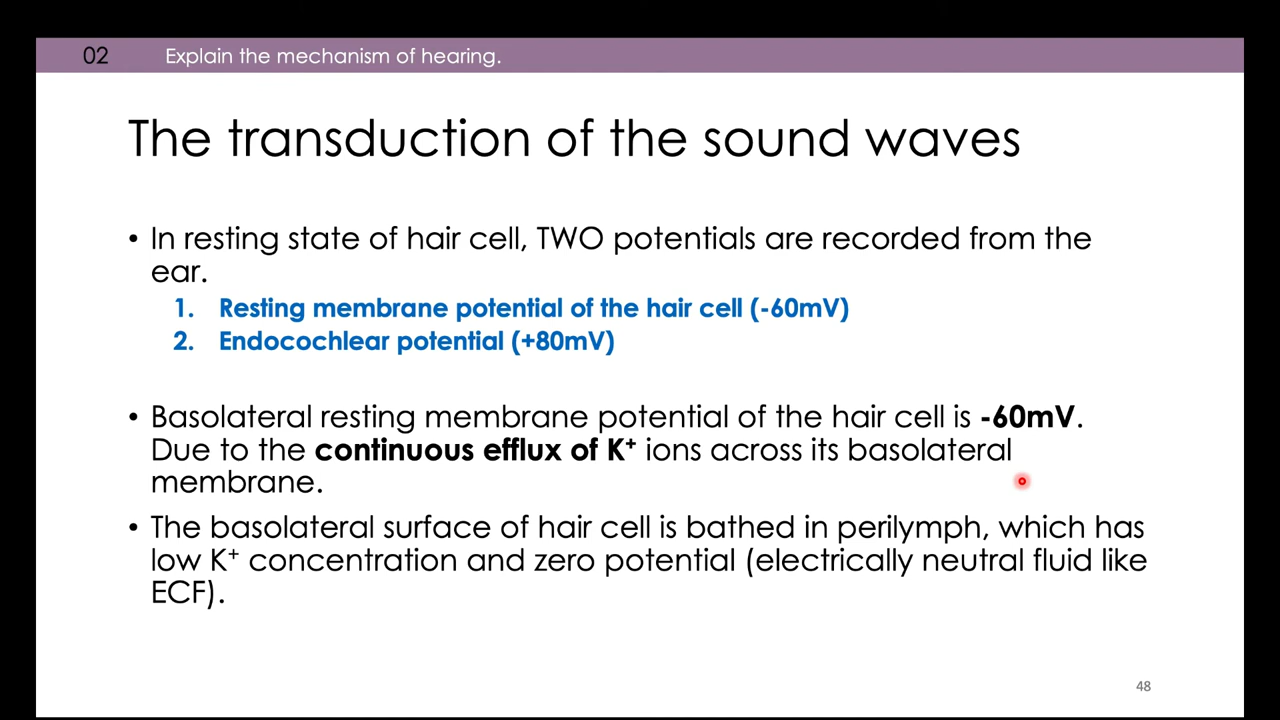 02 Explain the mechanism of hearing.
The transduction of the sound waves
• In resting state of hair cell, TWO potentials are recorded from the
ear.
1. Resting membrane potential of the hair cell (-60mV)
2. Endocochlear potential (+80mV)
• Basolateral resting membrane potential of the hair cell is -60mV.
Due to the continuous efflux of K⁺ ions across its basolateral
membrane.
• The basolateral surface of hair cell is bathed in perilymph, which has
low K⁺ concentration and zero potential (electrically neutral fluid like
ECF).
48